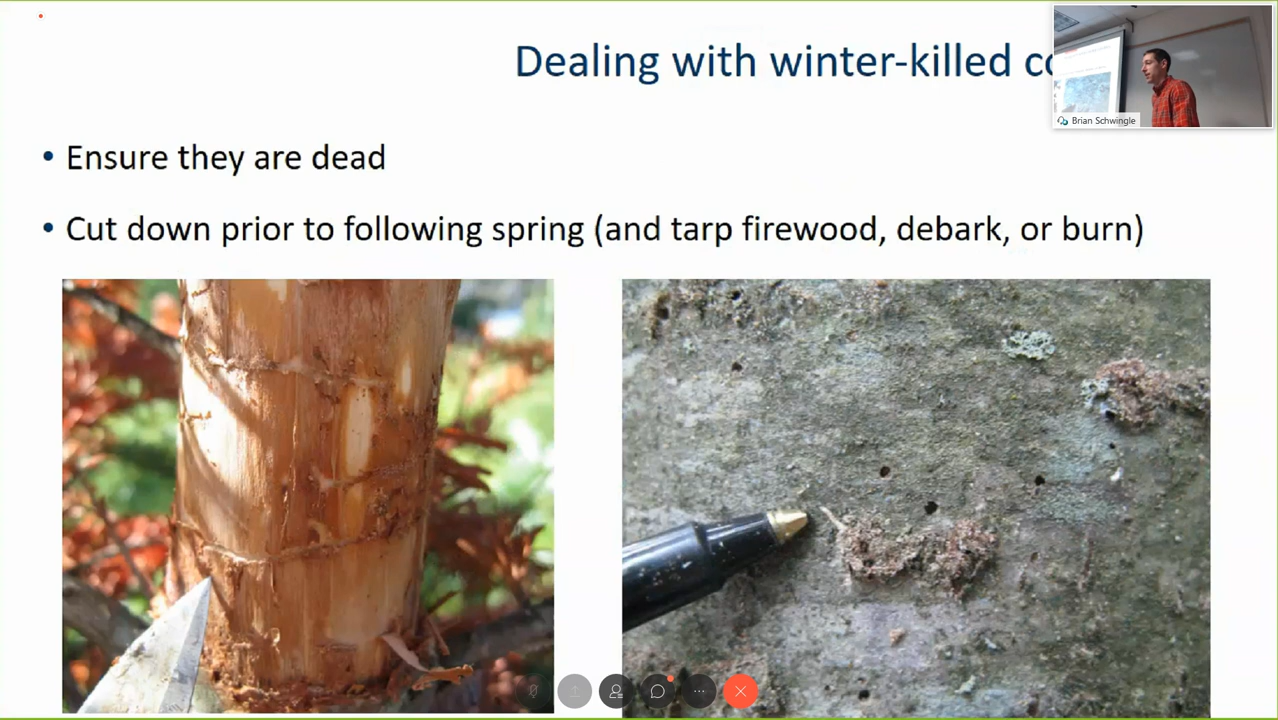 Dealing with winter-killed
Brian Schwingle
• Ensure they are dead
• Cut down prior to following spring (and tarp firewood, debark, or burn)